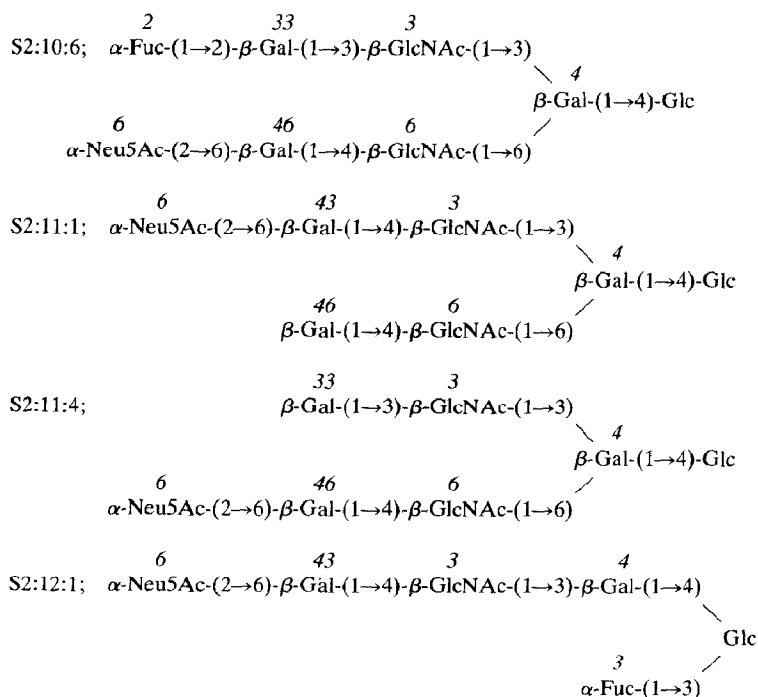 2 33 3
S2:10:6; α-Fuc-(1→2)-β-Gal-(1→3)-β-GlcNAc-(1→3)
4
β-Gal-(1→4)-Glc
6 46 6
α-Neu5Ac-(2→6)-β-Gal-(1→4)-β-GlcNAc-(1→6)
6 43 3
S2:11:1; α-Neu5Ac-(2→6)-β-Gal-(1→4)-β-GlcNAc-(1→3)
4
β-Gal-(1→4)-Glc
46 6
β-Gal-(1→4)-β-GlcNAc-(1→6)
33 3
S2:11:4; β-Gal-(1→3)-β-GlcNAc-(1→3)
4
β-Gal-(1→4)-Glc
6 46 6
α-Neu5Ac-(2→6)-β-Gal-(1→4)-β-GlcNAc-(1→6)
6 43 3 4
S2:12:1; α-Neu5Ac-(2→6)-β-Gal-(1→4)-β-GlcNAc-(1→3)-β-Gal-(1→4)
Glc
3
α-Fuc-(1→3)